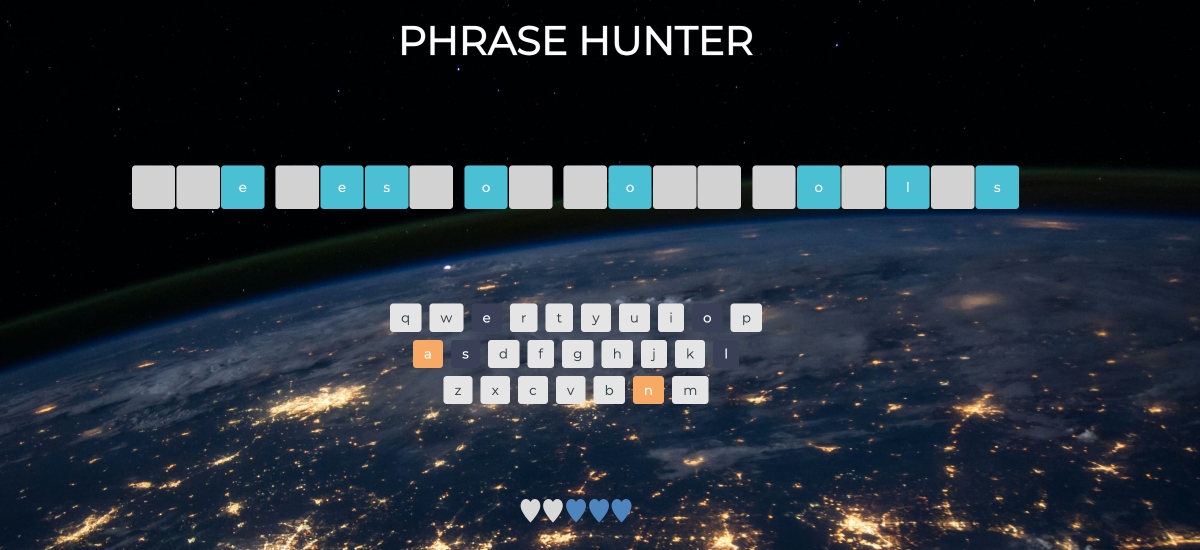 PHRASE HUNTER
e es o o o l s
q w e r t y u i o p
a s d f g h j k l
z x c v b n m